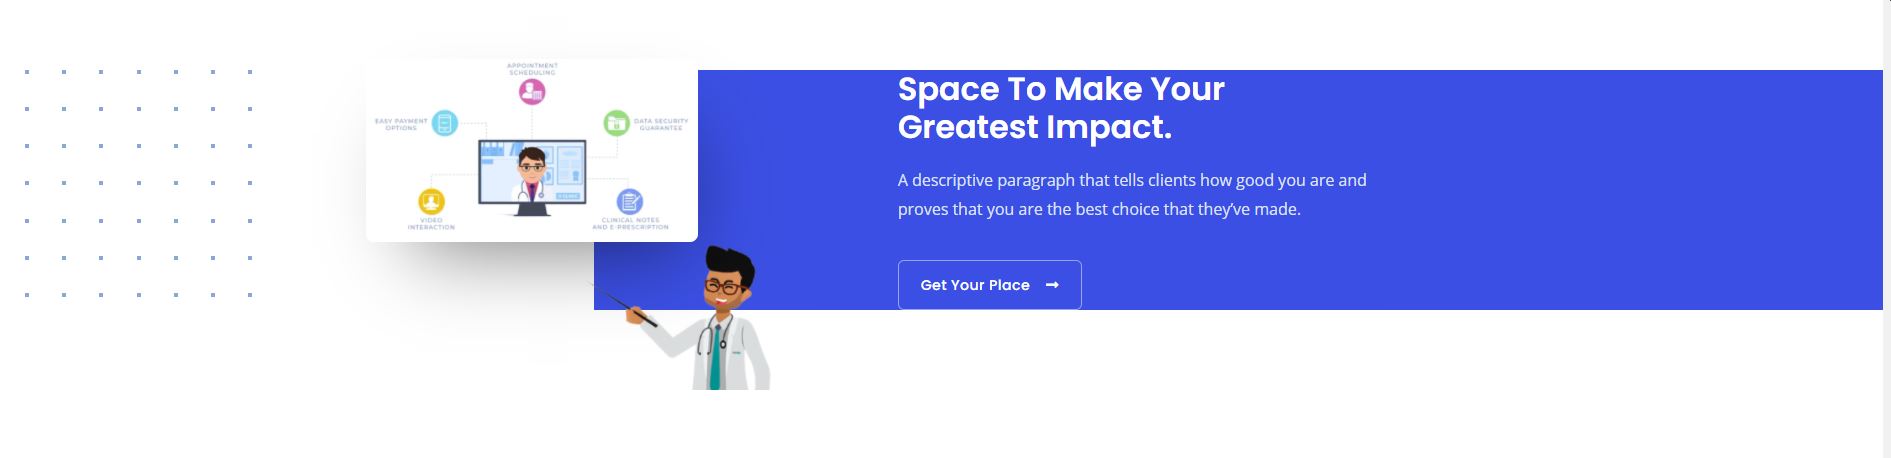 APPOINTMENT
SCHEDULING
EASY PAYMENT
OPTIONS
DATA SECURITY
GUARANTEE
VIDEO
INTERACTION
CLINICAL NOTES
AND E-PRESCRIPTION
Space To Make Your
Greatest Impact.
A descriptive paragraph that tells clients how good you are and
proves that you are the best choice that they’ve made.
Get Your Place